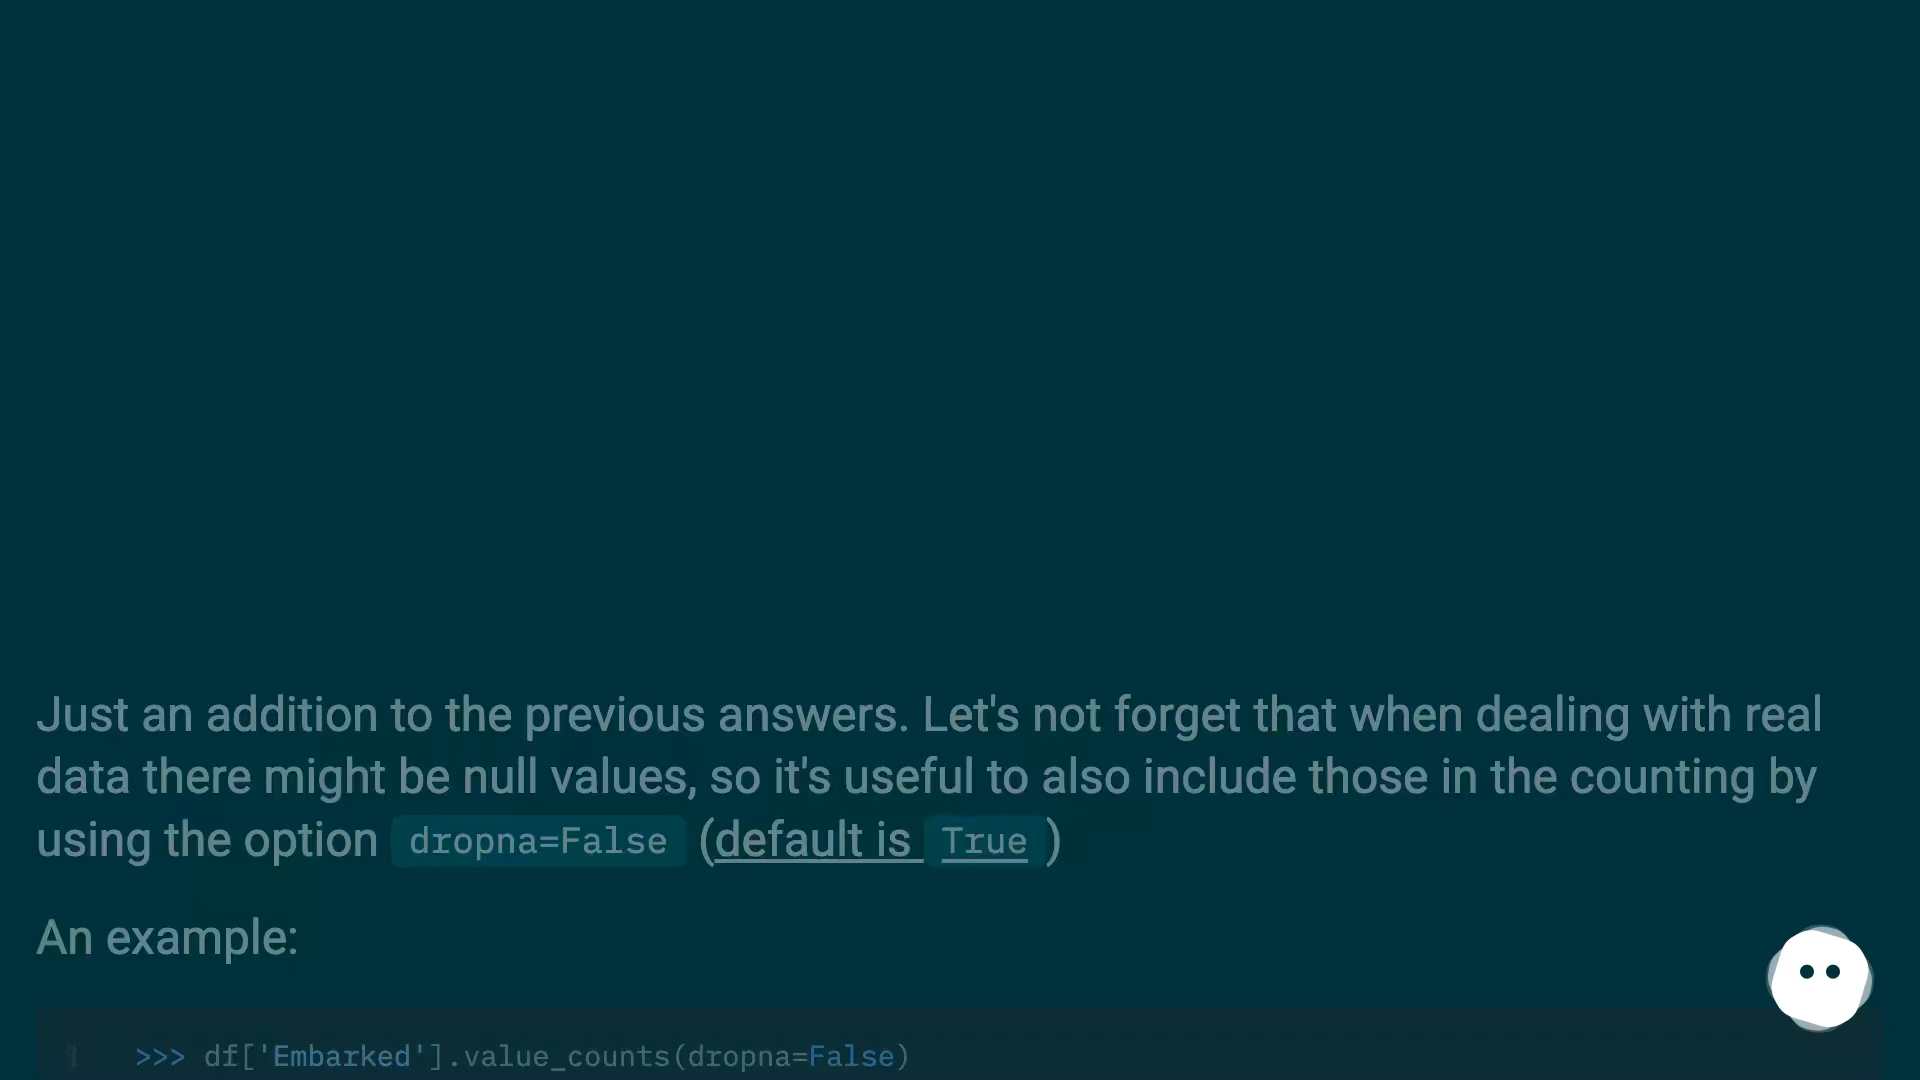 Just an addition to the previous answers. Let's not forget that when dealing with real
data there might be null values, so it's useful to also include those in the counting by
using the option dropna=False (default is True)
An example:
1 >>> df['Embarked'].value_counts(dropna=False)